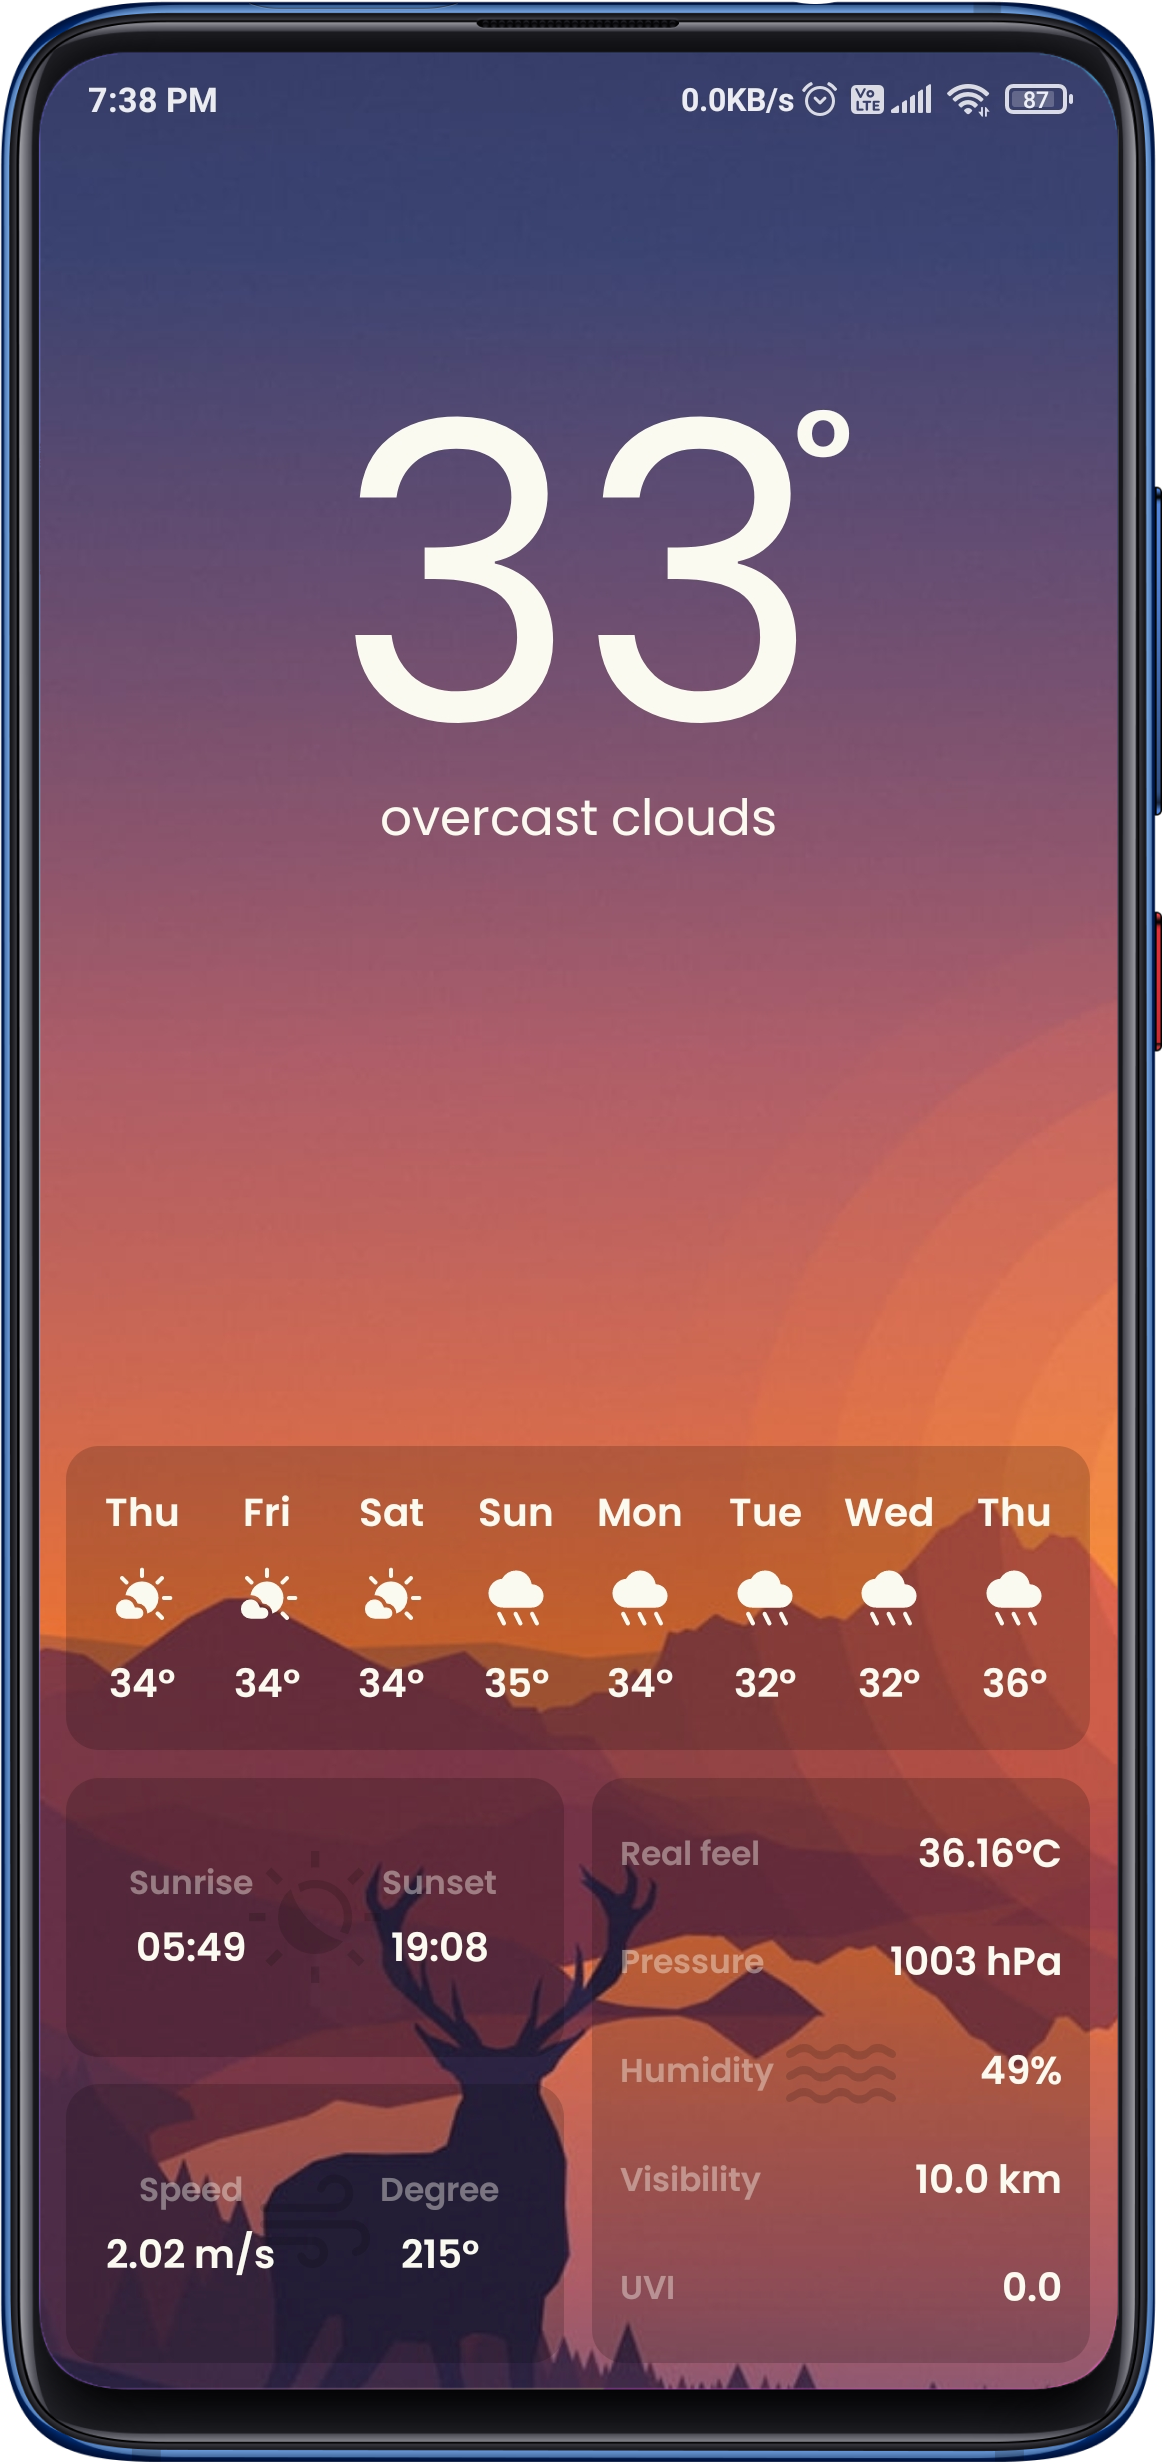 7:38 PM 0.0KB/s Vo LTE 87
33°
overcast clouds
Thu Fri Sat Sun Mon Tue Wed Thu
34° 34° 34° 35° 34° 32° 32° 36°
Sunrise Sunset
05:49 19:08
Speed Degree
2.02 m/s 215°
Real feel 36.16°C
Pressure 1003 hPa
Humidity 49%
Visibility 10.0 km
UVI 0.0